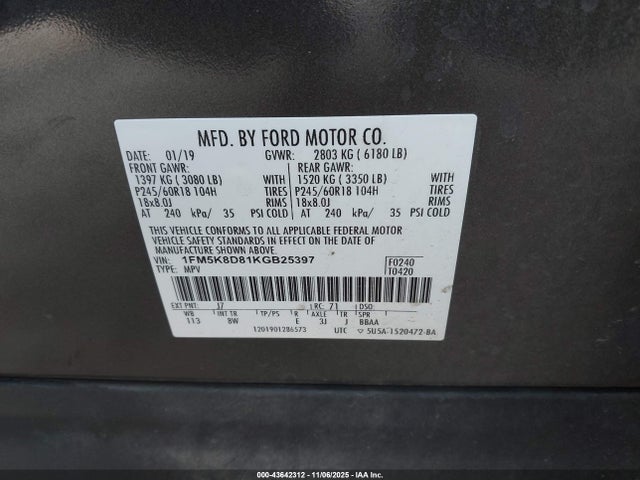 MFD. BY FORD MOTOR CO.
DATE: 01/19 GVWR: 2803 KG ( 6180 LB)
FRONT GAWR: REAR GAWR:
1397 KG ( 3080 LB) WITH 1520 KG ( 3350 LB) WITH
P245/60R18 104H TIRES P245/60R18 104H TIRES
18x8.0J RIMS 18x8.0J RIMS
AT 240 kPa/ 35 PSI COLD AT 240 kPa/ 35 PSI COLD
THIS VEHICLE CONFORMS TO ALL APPLICABLE FEDERAL MOTOR
VEHICLE SAFETY AND THEFT PREVENTION STANDARDS IN EFFECT ON THE DATE OF
MANUFACTURE SHOWN ABOVE.
VIN: 1FM5K8D81KGB25397 F0240
TYPE: MPV T0420
EXT PNT: J7 RC: 71 DSO:
WB INT TR TP/PS R AXLE TR SPR
113 8W E 3J J BBAA
1201901286573 UTC 5U5A-1520472-BA
000-43642312 - 11/06/2025 - IAA Inc.